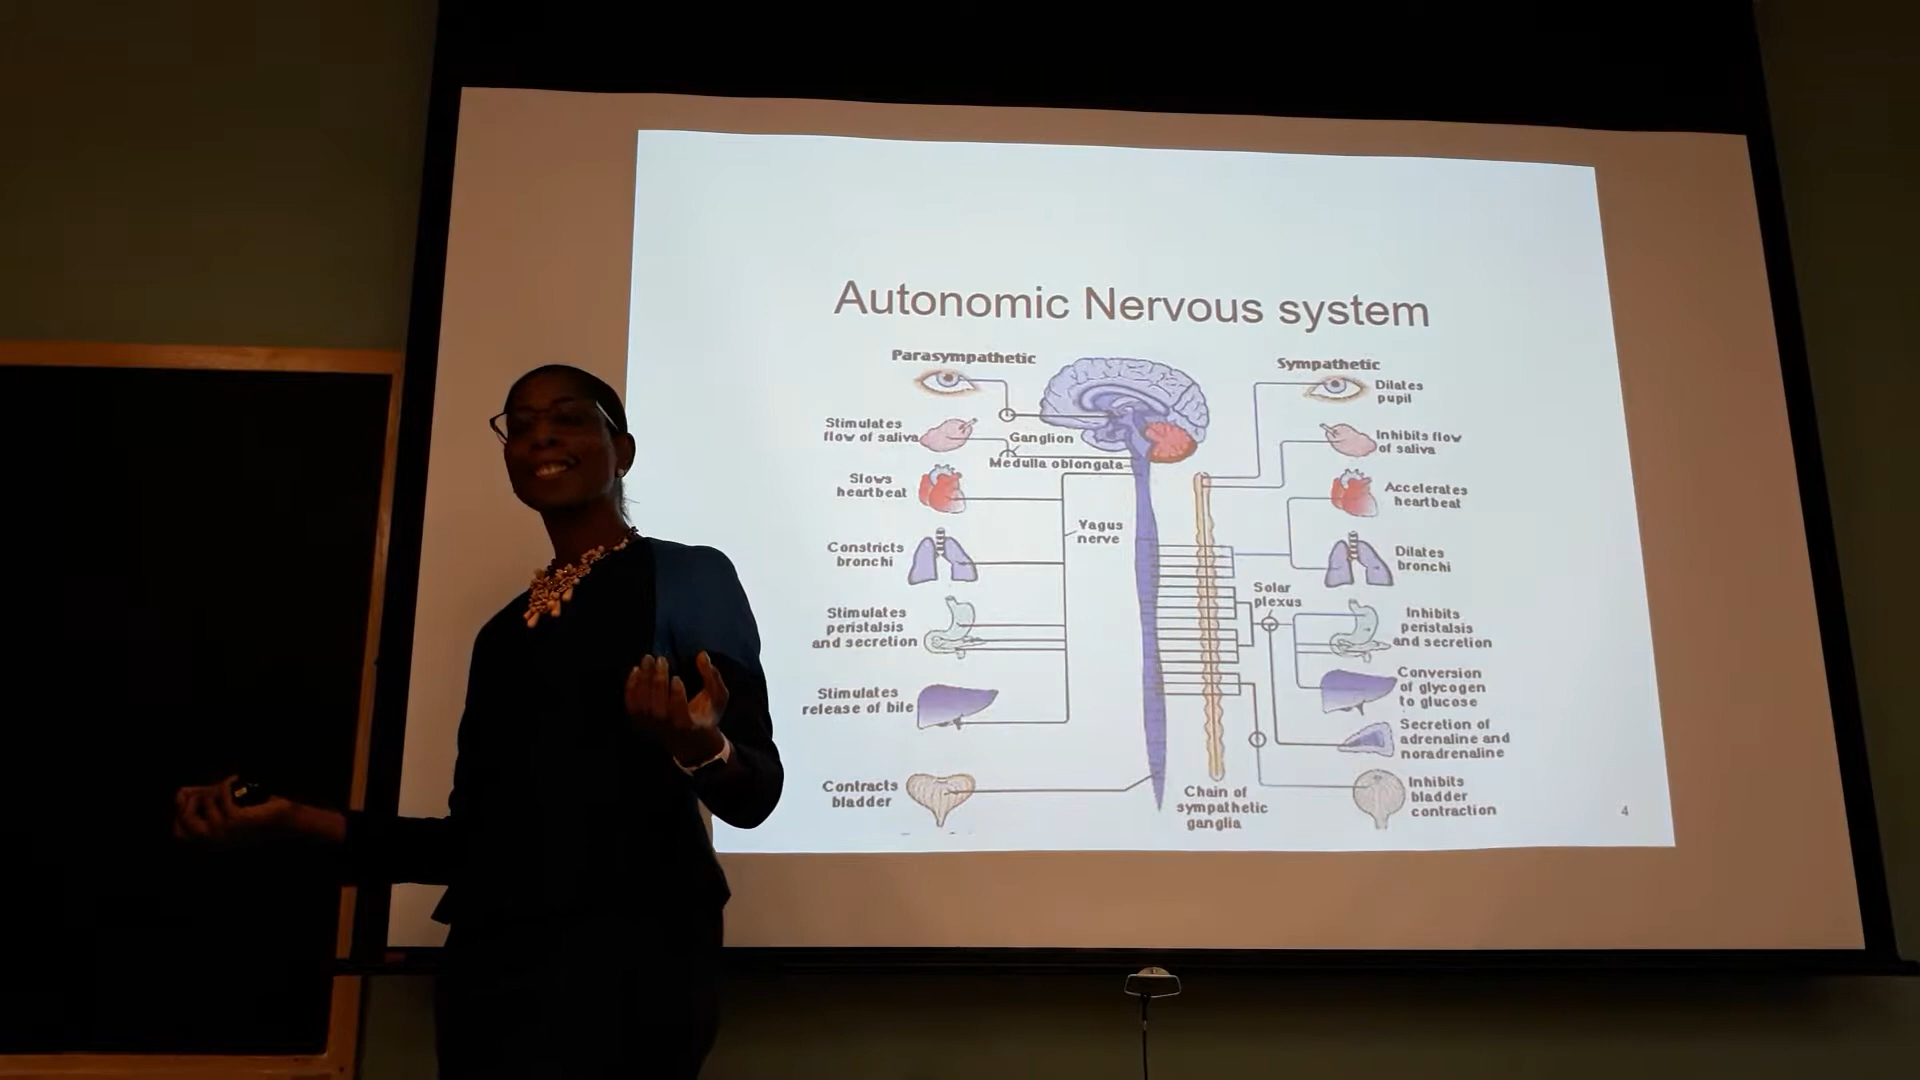 Autonomic Nervous system
Parasympathetic
Stimulates
flow of saliva
Ganglion
Medulla oblongata
Slows
heartbeat
Vagus
nerve
Constricts
bronchi
Stimulates
peristalsis
and secretion
Stimulates
release of bile
Contracts
bladder
Sympathetic
Dilates
pupil
Inhibits flow
of saliva
Accelerates
heartbeat
Dilates
bronchi
Solar
plexus
Inhibits
peristalsis
and secretion
Conversion
of glycogen
to glucose
Secretion of
adrenaline and
noradrenaline
Inhibits
bladder
contraction
Chain of
sympathetic
ganglia
4